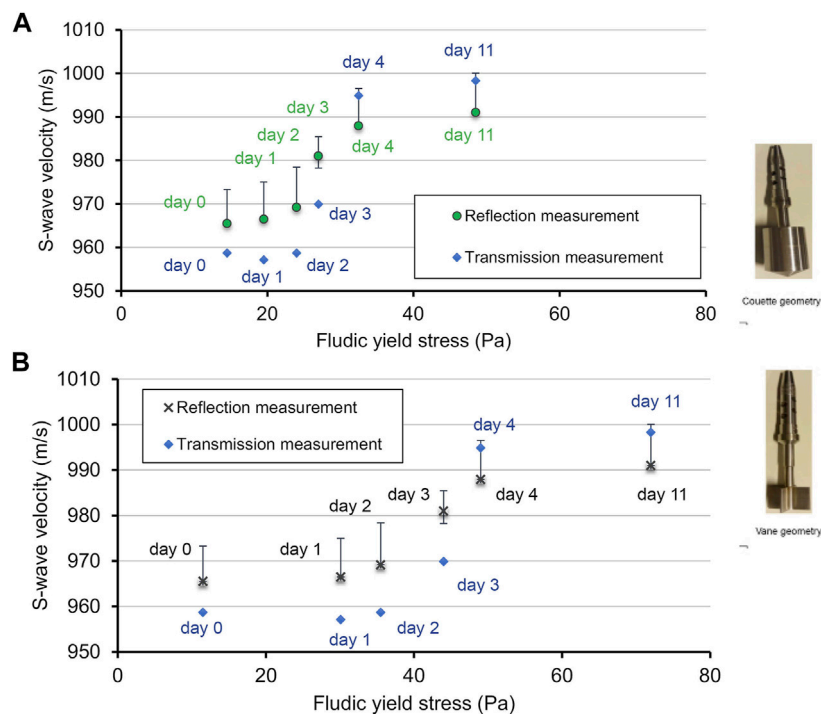 A
1010
1000
990
980
970
960
950
S-wave velocity (m/s)
day 0
day 1
day 2
day 3
day 4
day 11
day 4
day 11
day 0
day 1
day 2
day 3
Reflection measurement
Transmission measurement
0
20
40
60
80
Fludic yield stress (Pa)
Couette geometry
B
1010
1000
990
980
970
960
950
S-wave velocity (m/s)
Reflection measurement
Transmission measurement
day 0
day 1
day 2
day 3
day 4
day 11
day 4
day 11
day 0
day 1
day 2
day 3
0
20
40
60
80
Fludic yield stress (Pa)
Vane geometry